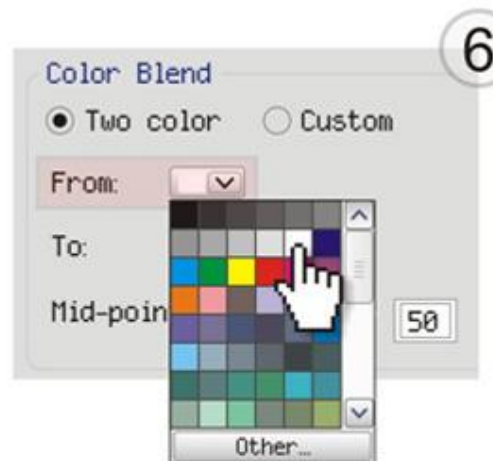 6
Color Blend
Two color Custom
From:
To:
Mid-poin 50
Other...